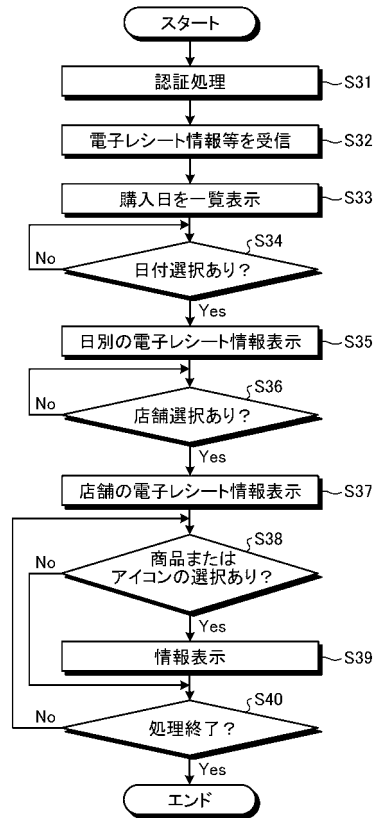 スタート
認証処理
S31
電子レシート情報等を受信
S32
購入日を一覧表示
S33
S34
No
日付選択あり？
Yes
日別の電子レシート情報表示
S35
S36
No
店舗選択あり？
Yes
店舗の電子レシート情報表示
S37
S38
No
商品または
アイコンの選択あり？
Yes
情報表示
S39
S40
No
処理終了？
Yes
エンド